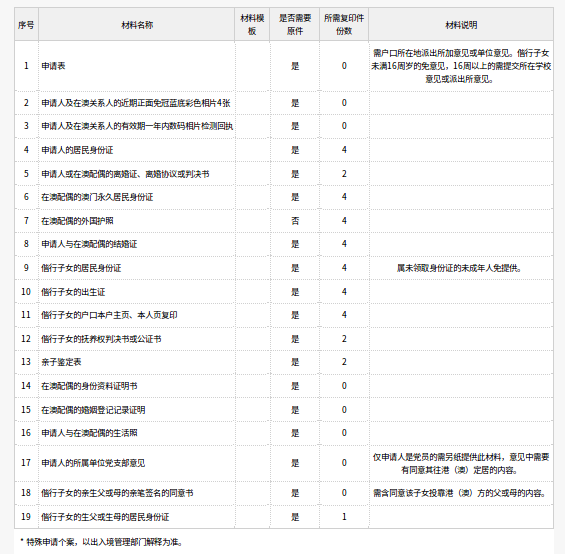 序号 材料名称 材料模板 是否需要原件 所需复印件份数 材料说明
1 申请表 是 0 需户口所在地派出所加意见或单位意见。偕行子女未满16周岁的免意见，16周以上的需提交所在学校意见或派出所意见。
2 申请人及在澳关系人的近期正面免冠蓝底彩色相片4张 是 0
3 申请人及在澳关系人的有效期一年内数码相片检测回执 是 0
4 申请人的居民身份证 是 4
5 申请人或在澳配偶的离婚证、离婚协议或判决书 是 2
6 在澳配偶的澳门永久居民身份证 是 4
7 在澳配偶的外国护照 否 4
8 申请人与在澳配偶的结婚证 是 4
9 偕行子女的居民身份证 是 4 属未领取身份证的未成年人免提供。
10 偕行子女的出生证 是 4
11 偕行子女的户口本户主页、本人页复印 是 4
12 偕行子女的抚养权判决书或公证书 是 2
13 亲子鉴定表 是 2
14 在澳配偶的身份资料证明书 是 0
15 在澳配偶的婚姻登记记录证明 是 0
16 申请人与在澳配偶的生活照 是 0
17 申请人的所属单位党支部意见 是 0 仅申请人是党员的需另纸提供此材料，意见中需要有同意其往港（澳）定居的内容。
18 偕行子女的亲生父或母的亲笔签名的同意书 是 0 需含同意该子女投靠港（澳）方的父或母的内容。
19 偕行子女的生父或生母的居民身份证 是 1
* 特殊申请个案，以出入境管理部门解释为准。